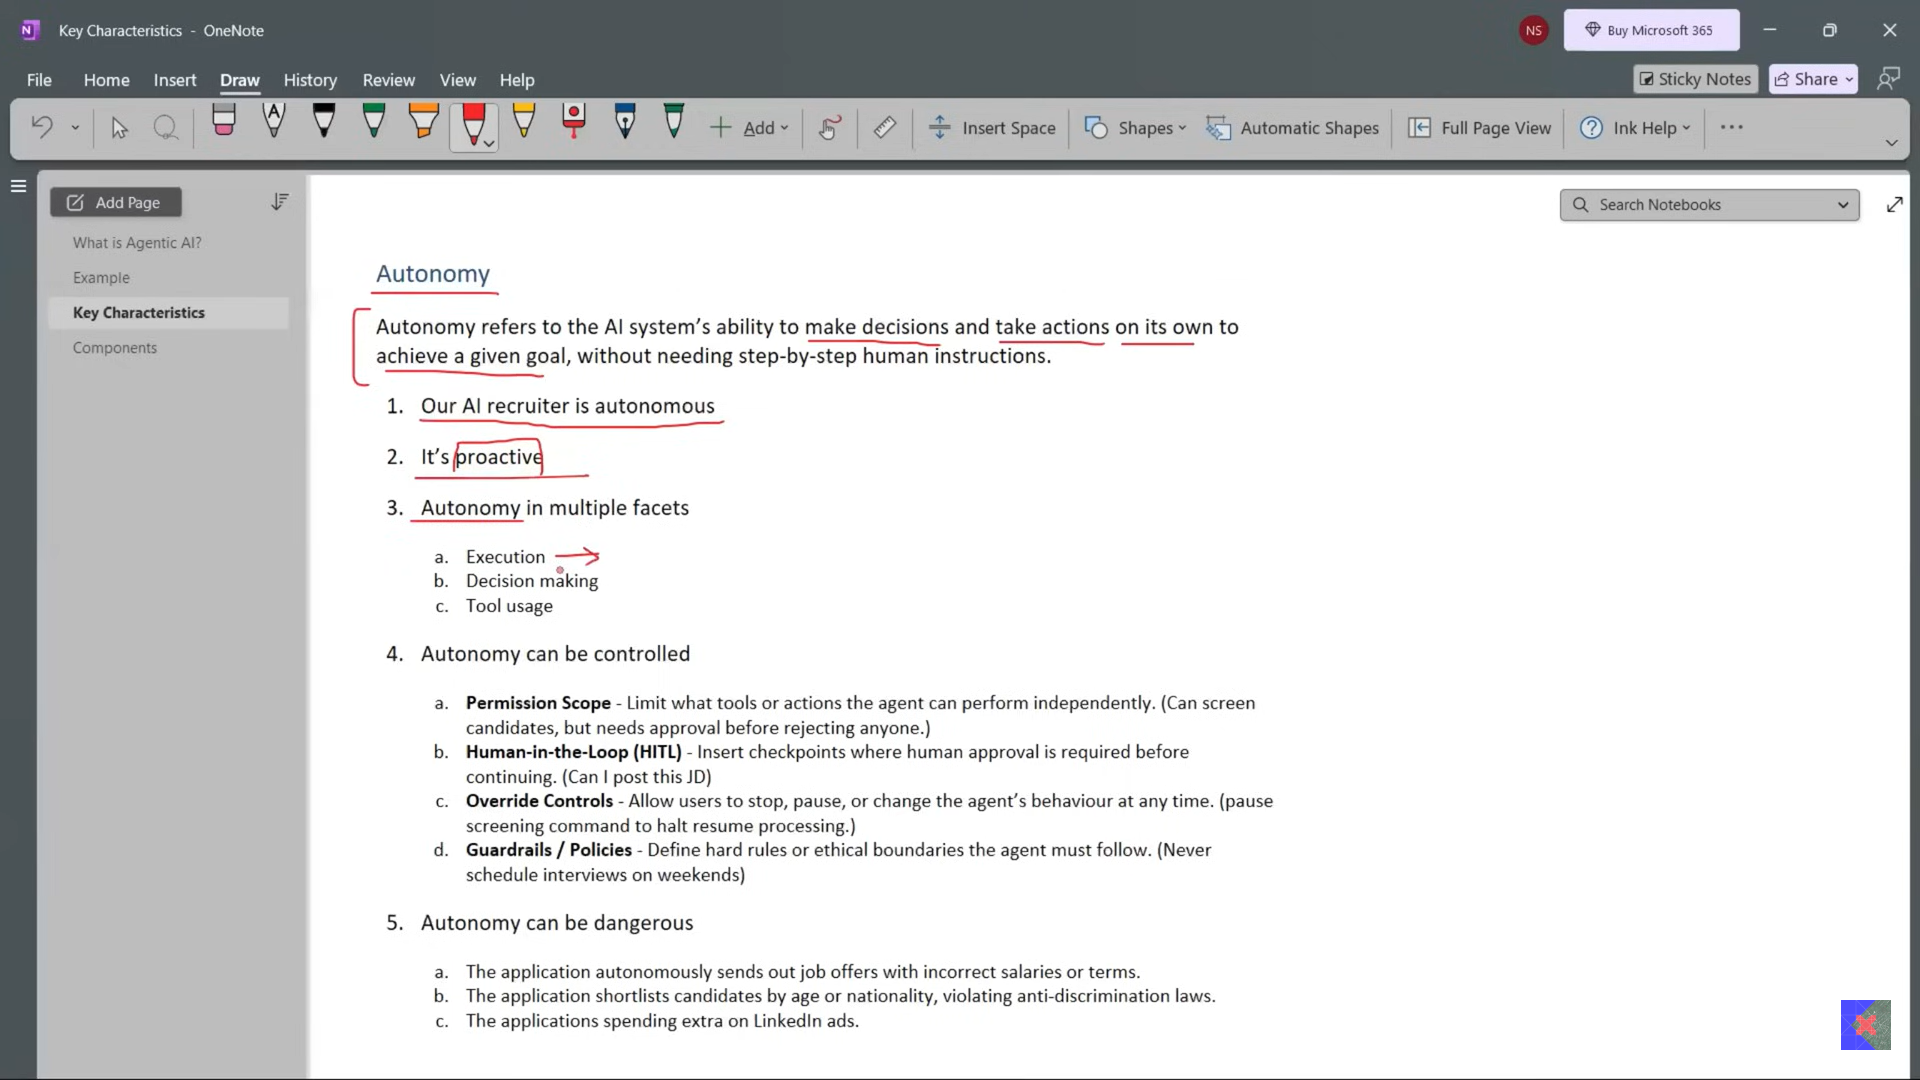 Key Characteristics - OneNote
NS
Buy Microsoft 365
File Home Insert Draw History Review View Help
Sticky Notes
Share
Add
Insert Space
Shapes
Automatic Shapes
Full Page View
Ink Help
Add Page
Search Notebooks
What is Agentic AI?
Example
Key Characteristics
Components
Autonomy
Autonomy refers to the AI system’s ability to make decisions and take actions on its own to
achieve a given goal, without needing step-by-step human instructions.
1. Our AI recruiter is autonomous
2. It’s proactive
3. Autonomy in multiple facets
a. Execution
b. Decision making
c. Tool usage
4. Autonomy can be controlled
a. Permission Scope - Limit what tools or actions the agent can perform independently. (Can screen
candidates, but needs approval before rejecting anyone.)
b. Human-in-the-Loop (HITL) - Insert checkpoints where human approval is required before
continuing. (Can I post this JD)
c. Override Controls - Allow users to stop, pause, or change the agent’s behaviour at any time. (pause
screening command to halt resume processing.)
d. Guardrails / Policies - Define hard rules or ethical boundaries the agent must follow. (Never
schedule interviews on weekends)
5. Autonomy can be dangerous
a. The application autonomously sends out job offers with incorrect salaries or terms.
b. The application shortlists candidates by age or nationality, violating anti-discrimination laws.
c. The applications spending extra on LinkedIn ads.